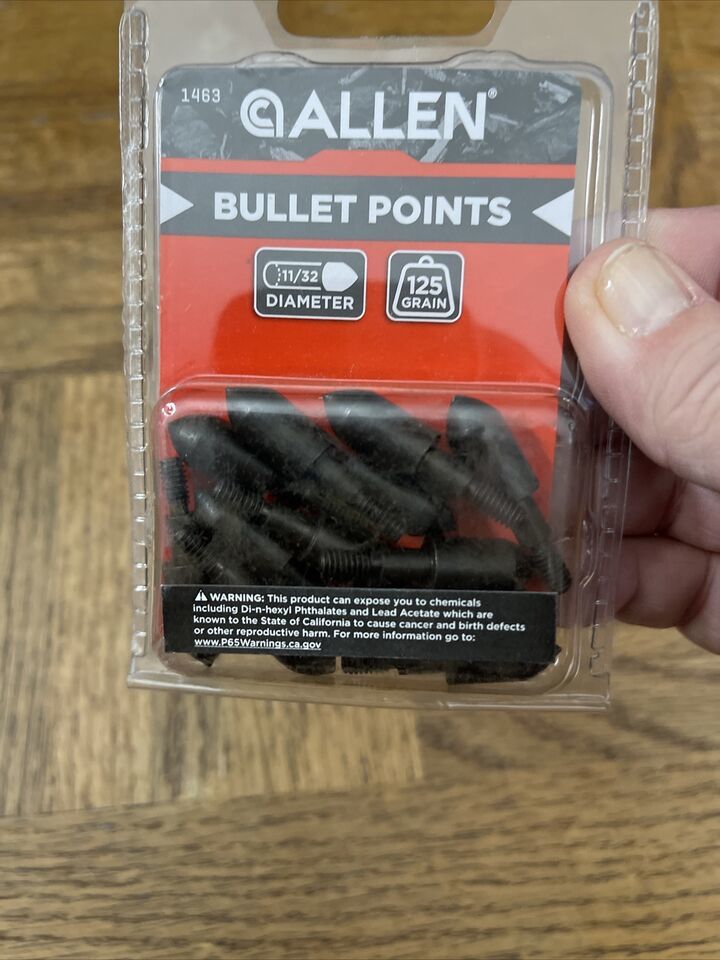 1463
ALLEN®
BULLET POINTS
11/32
DIAMETER
125
GRAIN
⚠ WARNING: This product can expose you to chemicals
including Di-n-hexyl Phthalates and Lead Acetate which are
known to the State of California to cause cancer and birth defects
or other reproductive harm. For more information go to:
www.P65Warnings.ca.gov